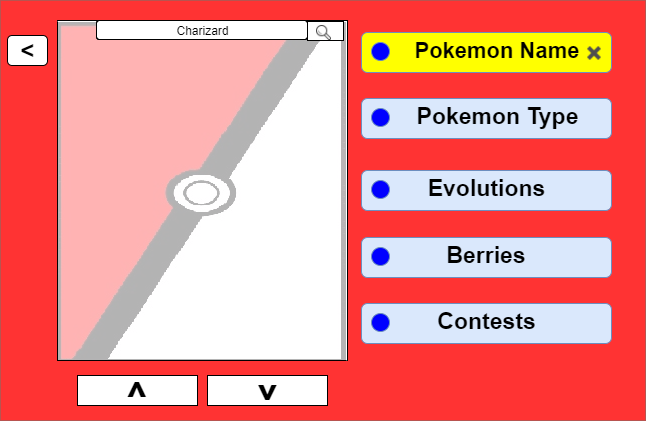 Charizard
<
Pokemon Name
Pokemon Type
Evolutions
Berries
Contests